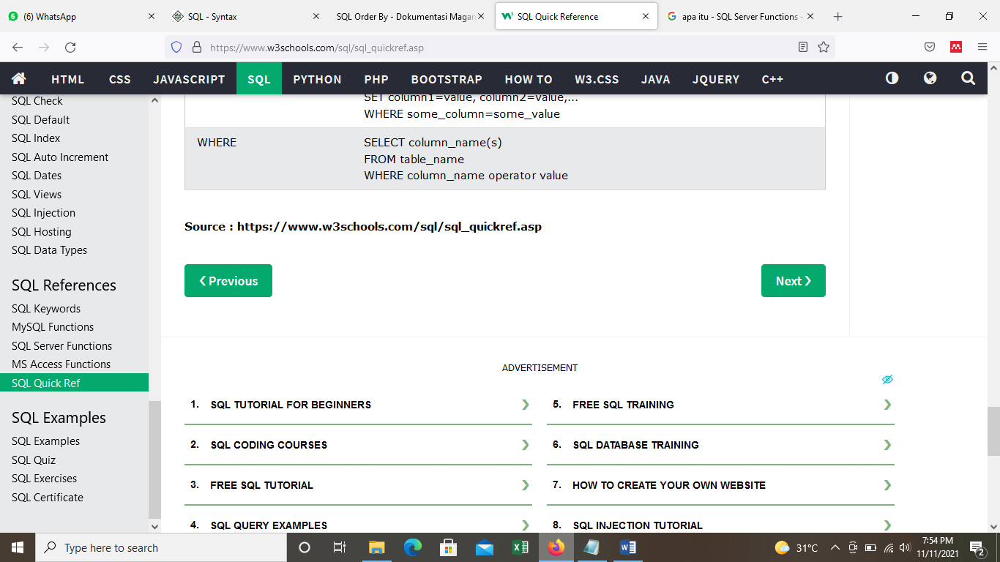 6 (6) WhatsApp
SQL - Syntax
SQL Order By - Dokumentasi Magan
SQL Quick Reference
apa itu - SQL Server Functions -
https://www.w3schools.com/sql/sql_quickref.asp
HTML CSS JAVASCRIPT SQL PYTHON PHP BOOTSTRAP HOW TO W3.CSS JAVA JQUERY C++
SQL Check
SQL Default
SQL Index
SQL Auto Increment
SQL Dates
SQL Views
SQL Injection
SQL Hosting
SQL Data Types
SQL References
SQL Keywords
MySQL Functions
SQL Server Functions
MS Access Functions
SQL Quick Ref
SQL Examples
SQL Examples
SQL Quiz
SQL Exercises
SQL Certificate
SET column1=value, column2=value,...
WHERE some_column=some_value
WHERE
SELECT column_name(s)
FROM table_name
WHERE column_name operator value
Source : https://www.w3schools.com/sql/sql_quickref.asp
❮ Previous
Next ❯
ADVERTISEMENT
1. SQL TUTORIAL FOR BEGINNERS
2. SQL CODING COURSES
3. FREE SQL TUTORIAL
4. SQL QUERY EXAMPLES
5. FREE SQL TRAINING
6. SQL DATABASE TRAINING
7. HOW TO CREATE YOUR OWN WEBSITE
8. SQL INJECTION TUTORIAL
Type here to search
31°C
7:54 PM
11/11/2021
2